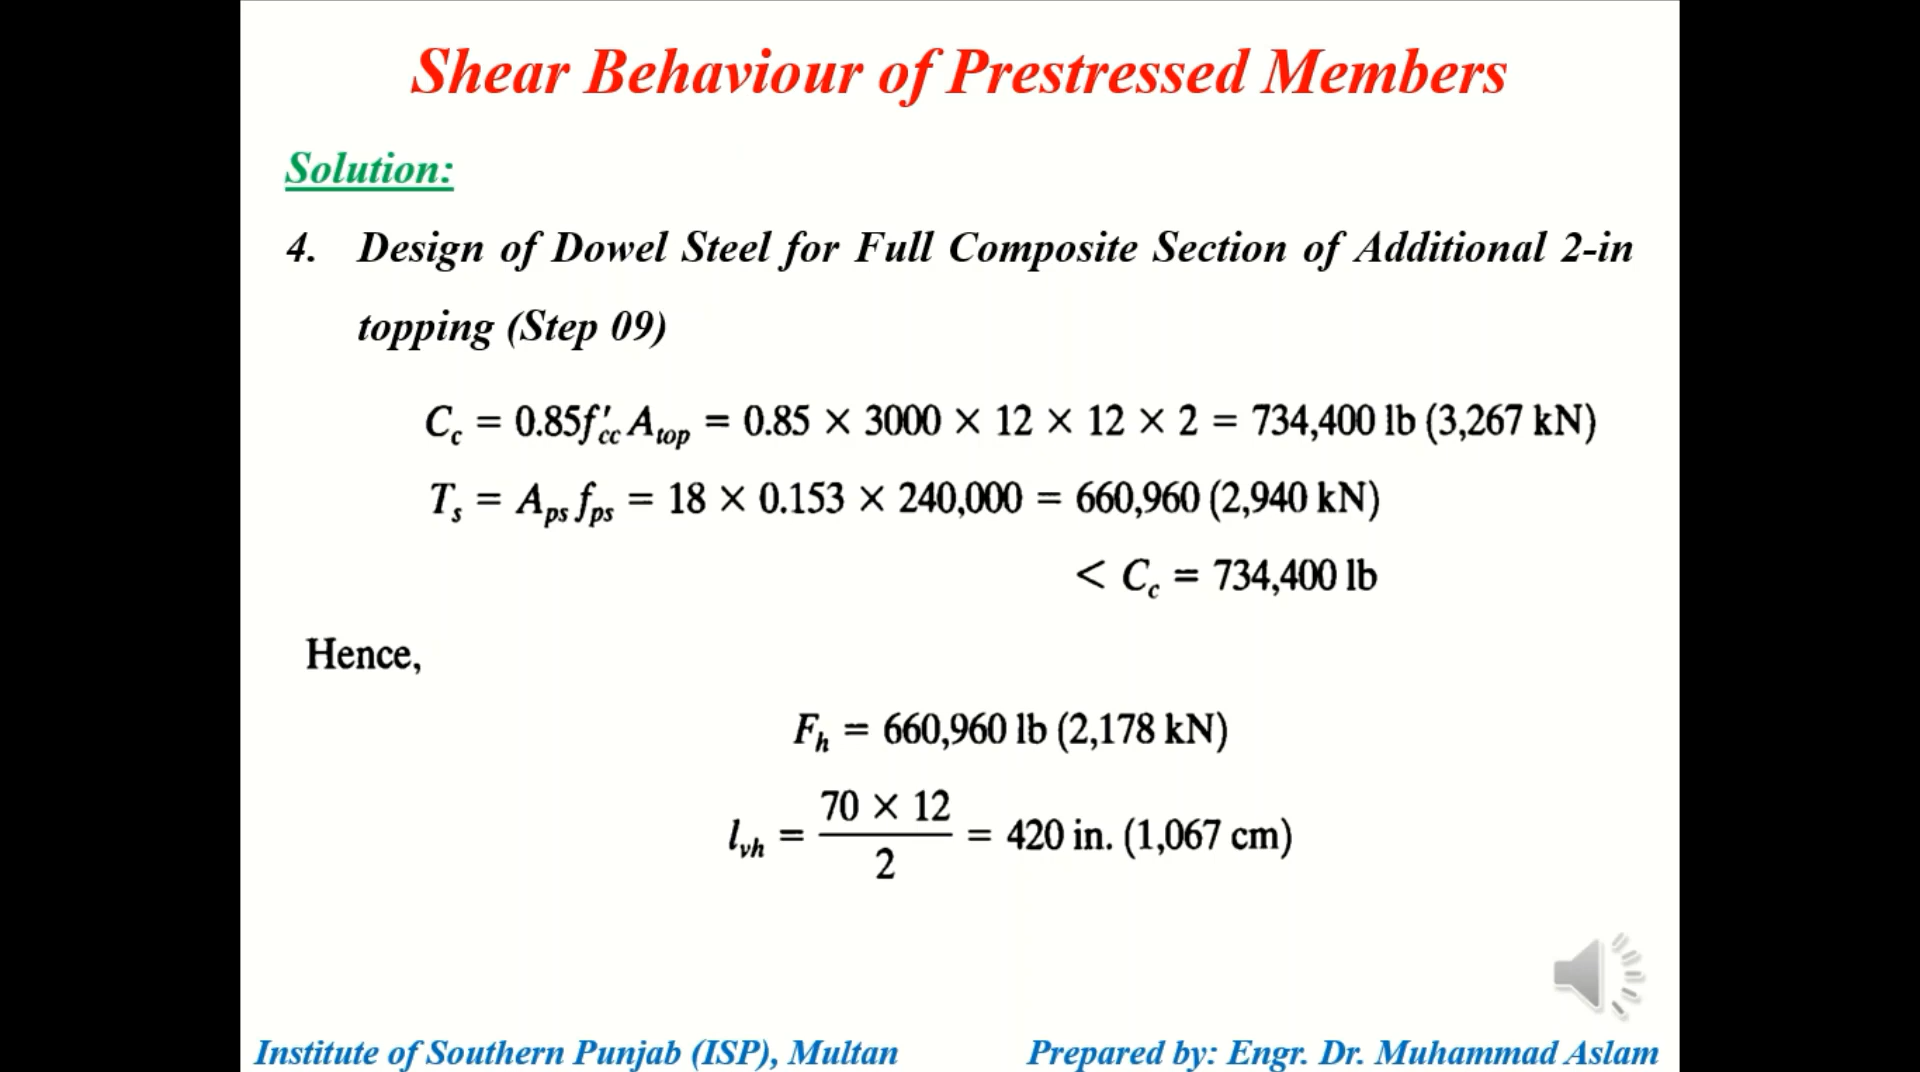 Shear Behaviour of Prestressed Members
Solution:
4. Design of Dowel Steel for Full Composite Section of Additional 2-in
topping (Step 09)
C_c = 0.85f'_cc A_top = 0.85 × 3000 × 12 × 12 × 2 = 734,400 lb (3,267 kN)
T_s = A_ps f_ps = 18 × 0.153 × 240,000 = 660,960 (2,940 kN)
< C_c = 734,400 lb
Hence,
F_h = 660,960 lb (2,178 kN)
l_vh = (70 × 12)/2 = 420 in. (1,067 cm)
Institute of Southern Punjab (ISP), Multan
Prepared by: Engr. Dr. Muhammad Aslam